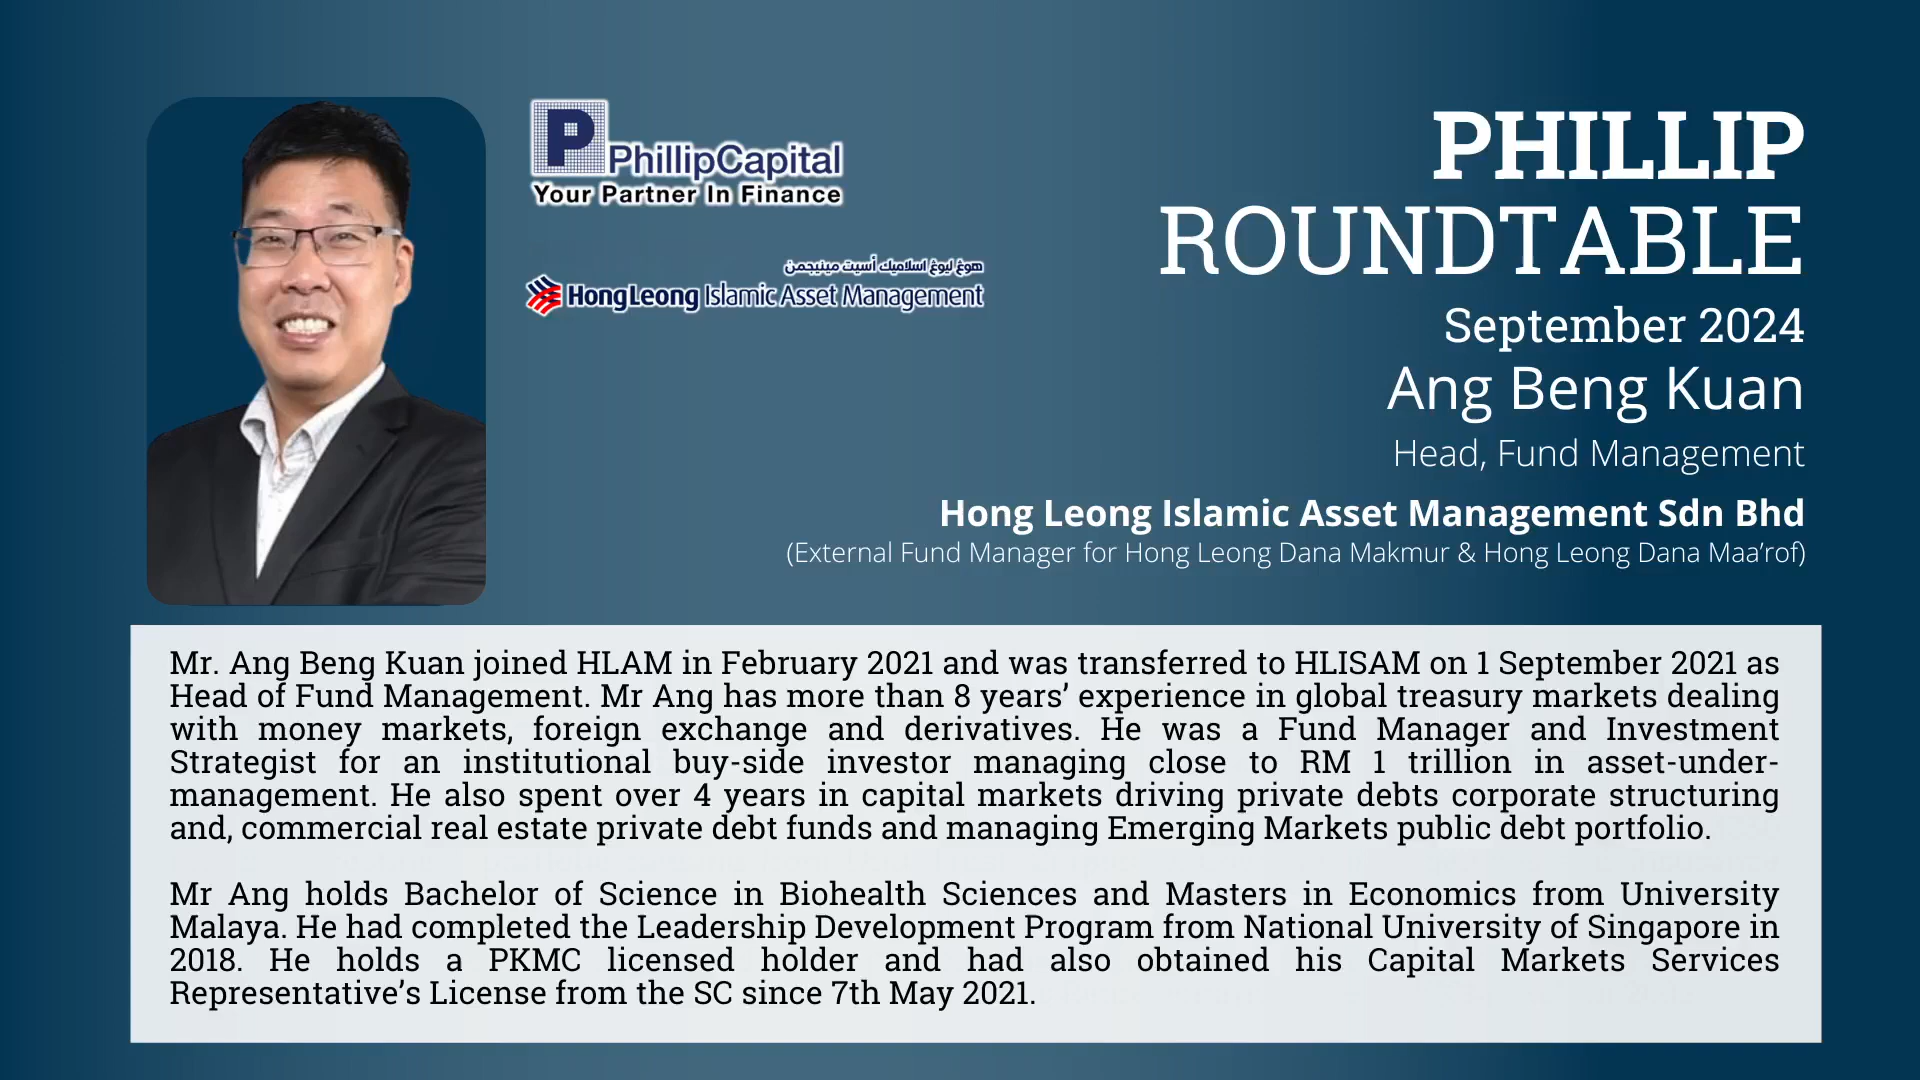 P
PhillipCapital
Your Partner In Finance
هوڠ ليوڠ اسلاميك أسيت مينيجمن
HongLeong Islamic Asset Management
PHILLIP
ROUNDTABLE
September 2024
Ang Beng Kuan
Head, Fund Management
Hong Leong Islamic Asset Management Sdn Bhd
(External Fund Manager for Hong Leong Dana Makmur & Hong Leong Dana Maa’rof)
Mr. Ang Beng Kuan joined HLAM in February 2021 and was transferred to HLISAM on 1 September 2021 as
Head of Fund Management. Mr Ang has more than 8 years’ experience in global treasury markets dealing
with money markets, foreign exchange and derivatives. He was a Fund Manager and Investment
Strategist for an institutional buy-side investor managing close to RM 1 trillion in asset-under-
management. He also spent over 4 years in capital markets driving private debts corporate structuring
and, commercial real estate private debt funds and managing Emerging Markets public debt portfolio.
Mr Ang holds Bachelor of Science in Biohealth Sciences and Masters in Economics from University
Malaya. He had completed the Leadership Development Program from National University of Singapore in
2018. He holds a PKMC licensed holder and had also obtained his Capital Markets Services
Representative’s License from the SC since 7th May 2021.